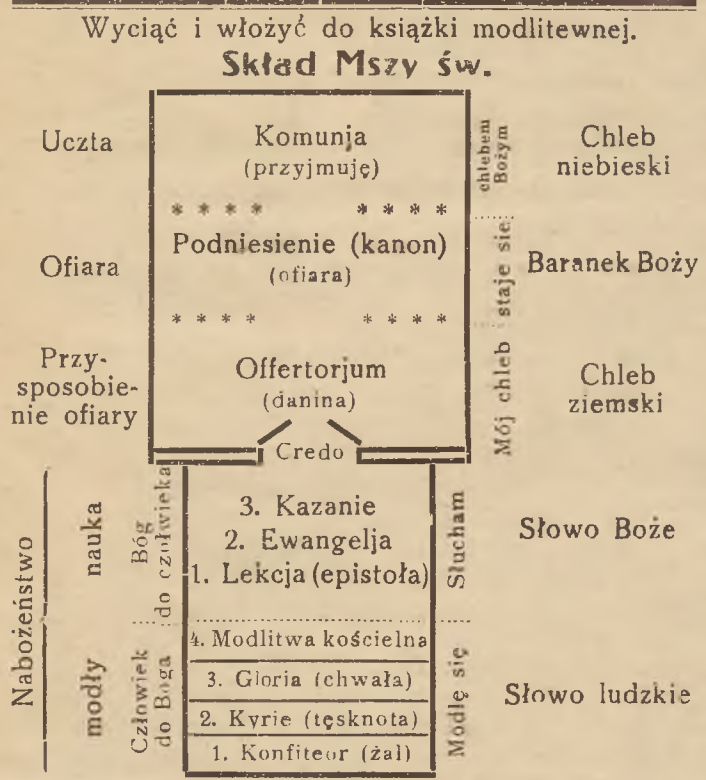 Wyciąć i włożyć do książki modlitewnej.
Skład Mszy św.
Uczta
Komunja
(przyjmuję)
chlebem
Bożym
Chleb
niebieski
* * * * * * * *
Ofiara
Podniesienie (kanon)
(ofiara)
staje się
Baranek Boży
* * * * * * * *
Przy-
sposobie-
nie ofiary
Offertorjum
(danina)
Mój chleb
Chleb
ziemski
Credo
Nabożeństwo
nauka
Bóg
do człowieka
3. Kazanie
2. Ewangelja
1. Lekcja (epistoła)
Słucham
Słowo Boże
modły
Człowiek
do Boga
4. Modlitwa kościelna
3. Gloria (chwała)
2. Kyrie (tęsknota)
1. Konfiteor (żal)
Modlę się
Słowo ludzkie